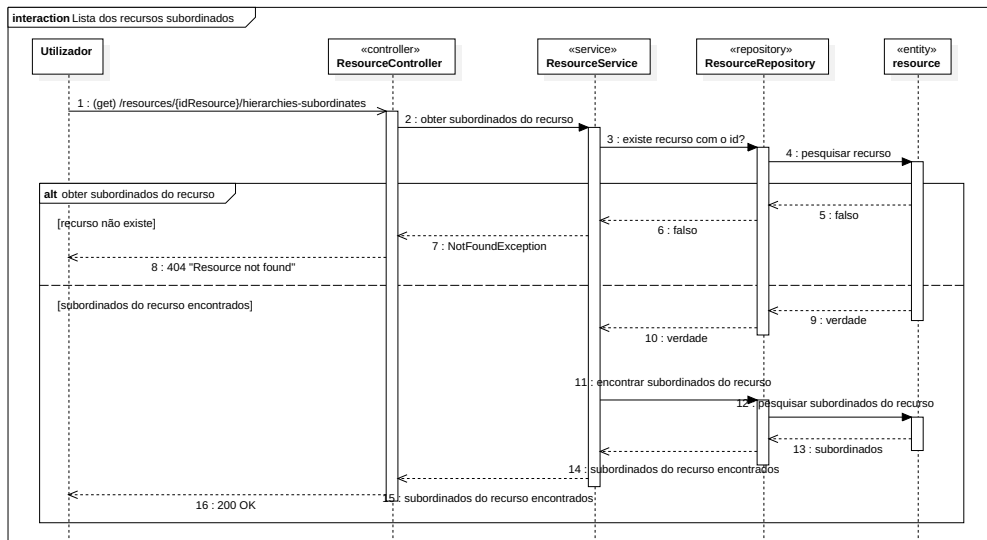 interaction Lista dos recursos subordinados
Utilizador
«controller»
ResourceController
«service»
ResourceService
«repository»
ResourceRepository
«entity»
resource
1 : (get) /resources/{idResource}/hierarchies-subordinates
2 : obter subordinados do recurso
3 : existe recurso com o id?
4 : pesquisar recurso
alt obter subordinados do recurso
[recurso não existe]
5 : falso
6 : falso
7 : NotFoundException
8 : 404 "Resource not found"
[subordinados do recurso encontrados]
9 : verdade
10 : verdade
11 : encontrar subordinados do recurso
12 : pesquisar subordinados do recurso
13 : subordinados
14 : subordinados do recurso encontrados
15 : subordinados do recurso encontrados
16 : 200 OK